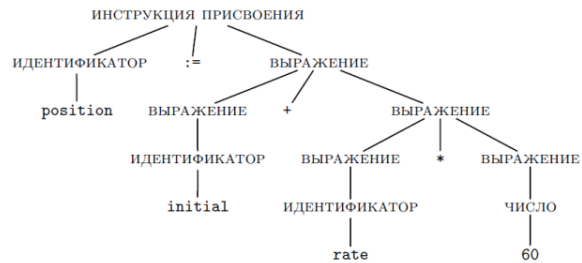 ИНСТРУКЦИЯ ПРИСВОЕНИЯ
ИДЕНТИФИКАТОР := ВЫРАЖЕНИЕ
position ВЫРАЖЕНИЕ + ВЫРАЖЕНИЕ
ИДЕНТИФИКАТОР ВЫРАЖЕНИЕ * ВЫРАЖЕНИЕ
initial ИДЕНТИФИКАТОР ЧИСЛО
rate 60